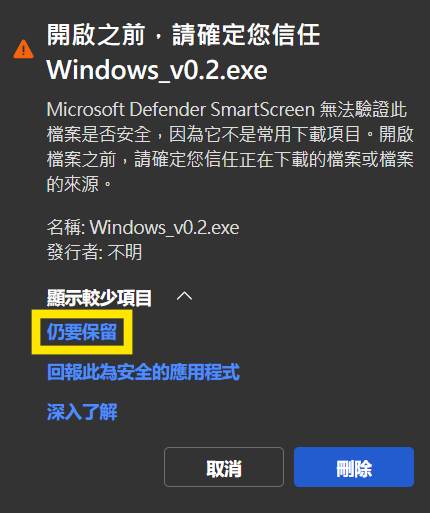 開啟之前，請確定您信任
Windows_v0.2.exe
Microsoft Defender SmartScreen 無法驗證此
檔案是否安全，因為它不是常用下載項目。開啟
檔案之前，請確定您信任正在下載的檔案或檔案
的來源。
名稱: Windows_v0.2.exe
發行者: 不明
顯示較少項目
仍要保留
回報此為安全的應用程式
深入了解
取消
刪除